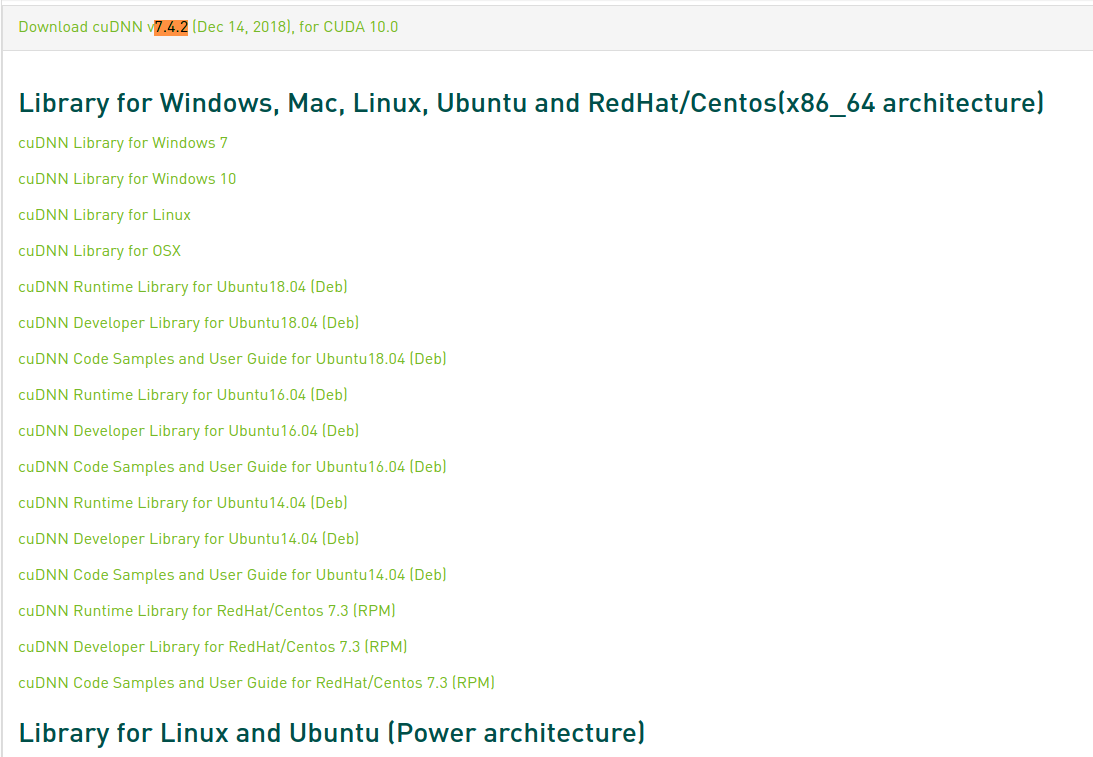 Download cuDNN v7.4.2 (Dec 14, 2018), for CUDA 10.0
Library for Windows, Mac, Linux, Ubuntu and RedHat/Centos(x86_64 architecture)
cuDNN Library for Windows 7
cuDNN Library for Windows 10
cuDNN Library for Linux
cuDNN Library for OSX
cuDNN Runtime Library for Ubuntu18.04 (Deb)
cuDNN Developer Library for Ubuntu18.04 (Deb)
cuDNN Code Samples and User Guide for Ubuntu18.04 (Deb)
cuDNN Runtime Library for Ubuntu16.04 (Deb)
cuDNN Developer Library for Ubuntu16.04 (Deb)
cuDNN Code Samples and User Guide for Ubuntu16.04 (Deb)
cuDNN Runtime Library for Ubuntu14.04 (Deb)
cuDNN Developer Library for Ubuntu14.04 (Deb)
cuDNN Code Samples and User Guide for Ubuntu14.04 (Deb)
cuDNN Runtime Library for RedHat/Centos 7.3 (RPM)
cuDNN Developer Library for RedHat/Centos 7.3 (RPM)
cuDNN Code Samples and User Guide for RedHat/Centos 7.3 (RPM)
Library for Linux and Ubuntu (Power architecture)